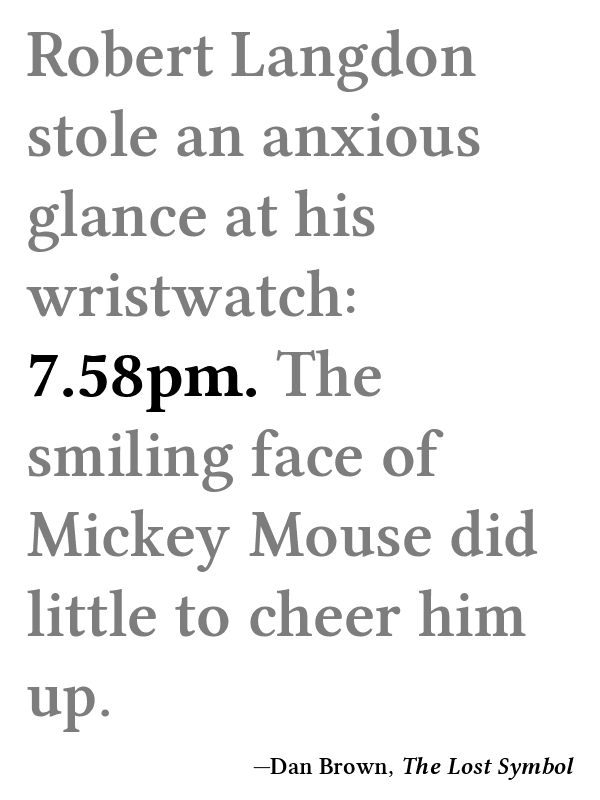 Robert Langdon
stole an anxious
glance at his
wristwatch:
7.58pm. The
smiling face of
Mickey Mouse did
little to cheer him
up.
—Dan Brown, The Lost Symbol